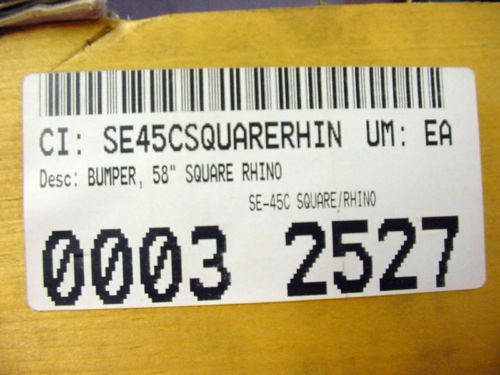 CI: SE45CSQUARERHIN UM: EA
Desc: BUMPER, 58" SQUARE RHINO
SE-45C SQUARE/RHINO
0003 2527